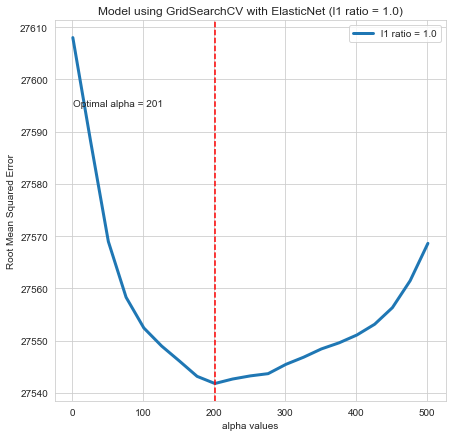 Model using GridSearchCV with ElasticNet (l1 ratio = 1.0)
l1 ratio = 1.0
Optimal alpha = 201
Root Mean Squared Error
27610
27600
27590
27580
27570
27560
27550
27540
0 100 200 300 400 500
alpha values